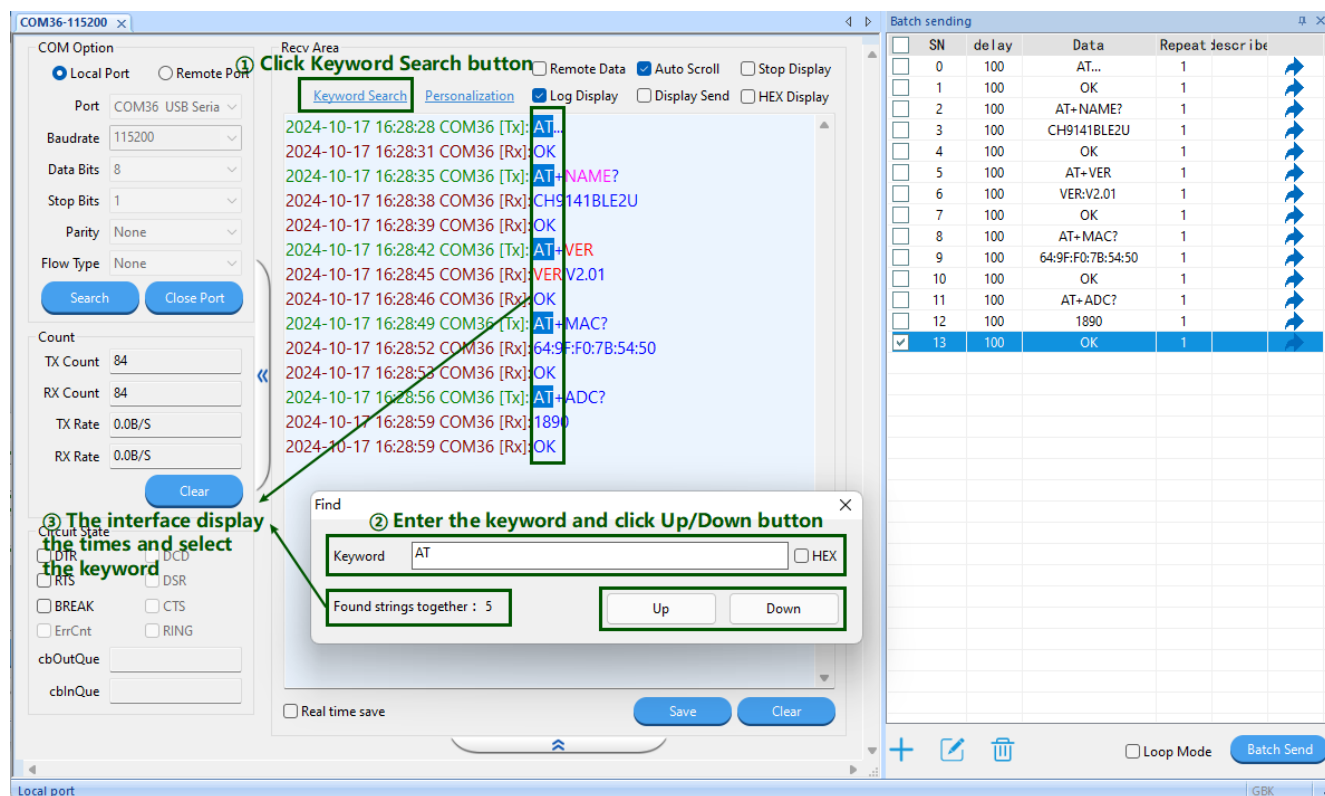 COM36-115200
Batch sending
COM Option
Local Port
Remote Port
Port
COM36 USB Seria
Baudrate
115200
Data Bits
8
Stop Bits
1
Parity
None
Flow Type
None
Search
Close Port
Count
TX Count
84
RX Count
84
TX Rate
0.0B/S
RX Rate
0.0B/S
Clear
Circuit State
DTR
DCD
RTS
DSR
BREAK
CTS
ErrCnt
RING
cbOutQue
cbInQue
③ The interface display
the times and select
the keyword
Recv Area
① Click Keyword Search button
Remote Data
Auto Scroll
Stop Display
Keyword Search
Personalization
Log Display
Display Send
HEX Display
2024-10-17 16:28:28 COM36 [Tx]:AT...
2024-10-17 16:28:31 COM36 [Rx]:OK
2024-10-17 16:28:35 COM36 [Tx]:AT+NAME?
2024-10-17 16:28:38 COM36 [Rx]:CH9141BLE2U
2024-10-17 16:28:39 COM36 [Rx]:OK
2024-10-17 16:28:42 COM36 [Tx]:AT+VER
2024-10-17 16:28:45 COM36 [Rx]:VER:V2.01
2024-10-17 16:28:46 COM36 [Rx]:OK
2024-10-17 16:28:49 COM36 [Tx]:AT+MAC?
2024-10-17 16:28:52 COM36 [Rx]:64:9F:F0:7B:54:50
2024-10-17 16:28:53 COM36 [Rx]:OK
2024-10-17 16:28:56 COM36 [Tx]:AT+ADC?
2024-10-17 16:28:59 COM36 [Rx]:1890
2024-10-17 16:28:59 COM36 [Rx]:OK
Find
② Enter the keyword and click Up/Down button
Keyword
AT
HEX
Found strings together : 5
Up
Down
Real time save
Save
Clear
SN delay Data Repeat describe
0 100 AT... 1
1 100 OK 1
2 100 AT+NAME? 1
3 100 CH9141BLE2U 1
4 100 OK 1
5 100 AT+VER 1
6 100 VER:V2.01 1
7 100 OK 1
8 100 AT+MAC? 1
9 100 64:9F:F0:7B:54:50 1
10 100 OK 1
11 100 AT+ADC? 1
12 100 1890 1
13 100 OK 1
Loop Mode
Batch Send
Local port
GBK